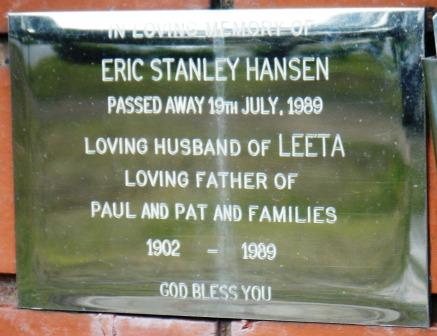 IN LOVING MEMORY OF
ERIC STANLEY HANSEN
PASSED AWAY 19TH JULY, 1989
LOVING HUSBAND OF LEETA
LOVING FATHER OF
PAUL AND PAT AND FAMILIES
1902 - 1989
GOD BLESS YOU